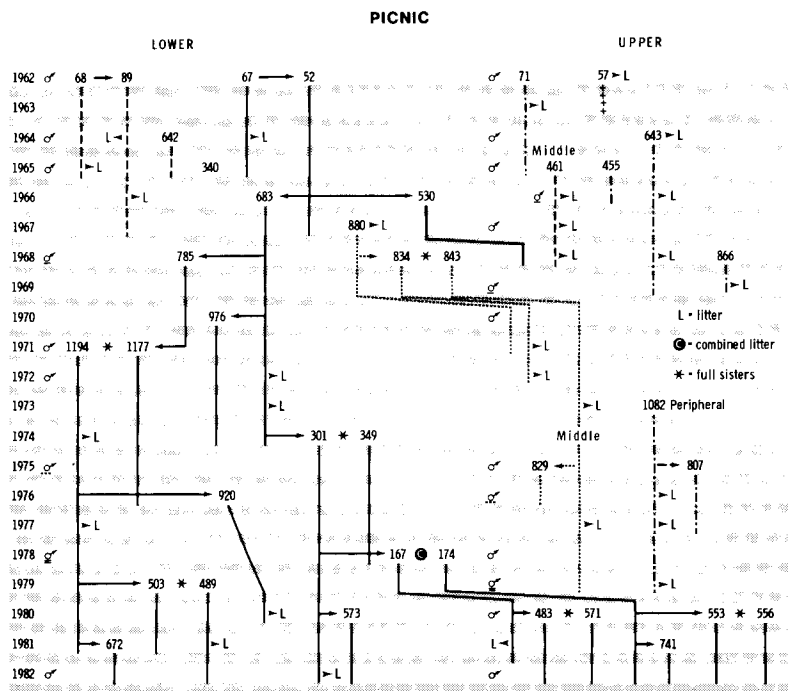 PICNIC
LOWER UPPER
1962 ♂ 68 89 67 52 ♂ 71 57 L
1963 L
1964 ♂ L 642 L ♂ 643 L
Middle
1965 ♂ L 340 ♂ 461 455
1966 L 683 530 ♂ L
1967 880 L L
1968 ♂ 785 834 * 843 L L 866
1969 ♂ L
1970 976 ♂ L - litter
1971 ♂ 1194 * 1177 L C - combined litter
1972 ♂ L L * - full sisters
1973 L L 1082 Peripheral
1974 L 301 * 349 Middle
1975 ♂ ♂ 829 807
1976 920 ♂ L
1977 L L L
1978 ♂ 167 C 174 ♂
1979 503 * 489 ♂ L
1980 L 573 ♂ 483 * 571 553 * 556
1981 672 L L 741
1982 ♂ L ♂